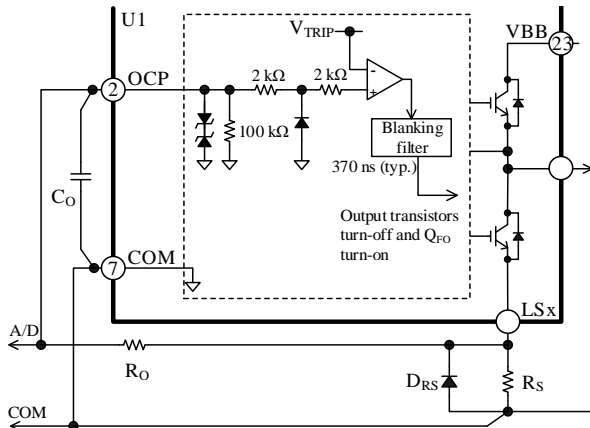 U1
VTRIP
VBB
23
2
OCP
2 kΩ
2 kΩ
-
+
100 kΩ
Blanking
filter
370 ns (typ.)
CO
Output transistors
turn-off and QFO
turn-on
COM
7
LSx
A/D
RO
DRS
RS
COM